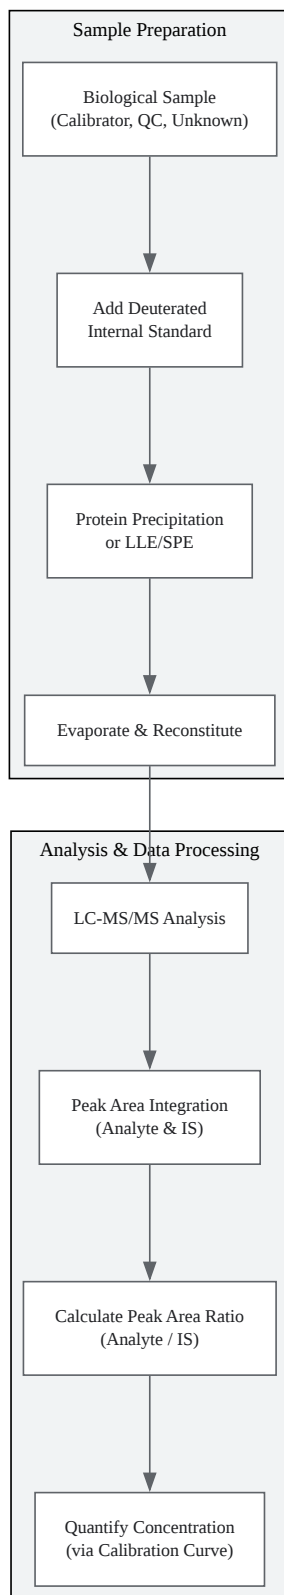 Sample Preparation
Biological Sample
(Calibrator, QC, Unknown)
Add Deuterated
Internal Standard
Protein Precipitation
or LLE/SPE
Evaporate & Reconstitute
Analysis & Data Processing
LC-MS/MS Analysis
Peak Area Integration
(Analyte & IS)
Calculate Peak Area Ratio
(Analyte / IS)
Quantify Concentration
(via Calibration Curve)